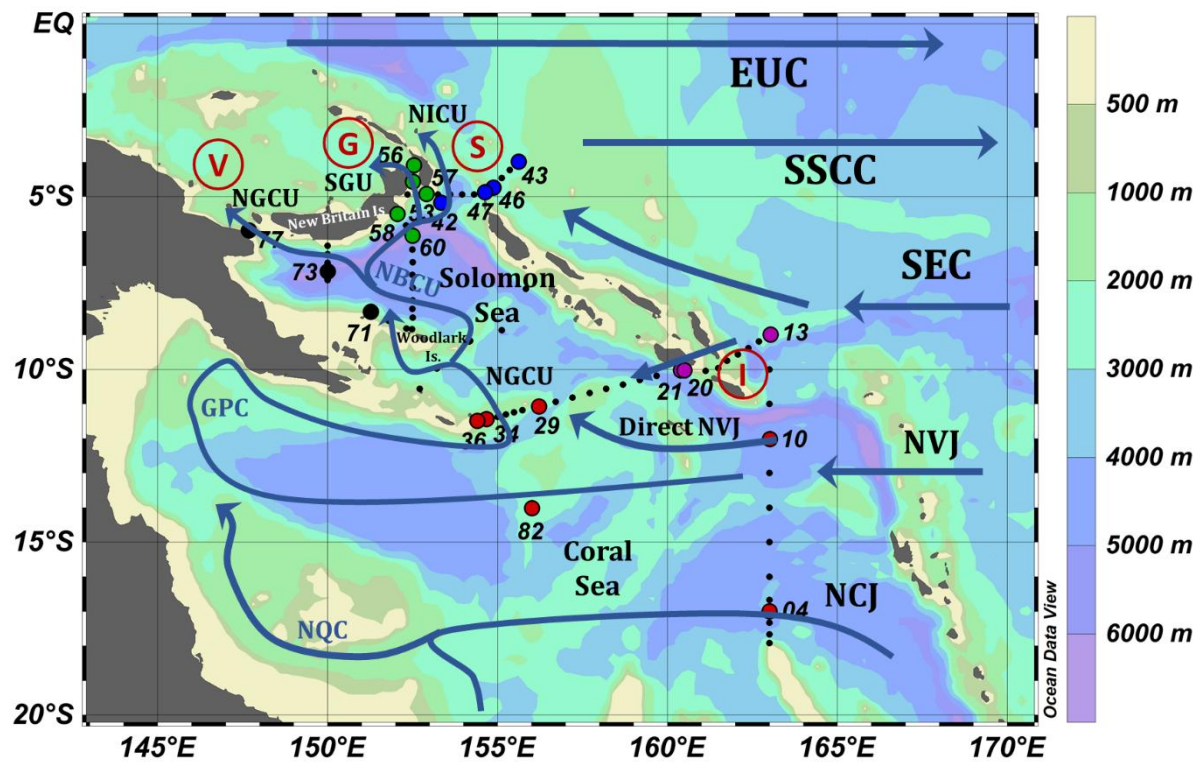 EQ
5°S
10°S
15°S
20°S
145°E
150°E
155°E
160°E
165°E
170°E
EUC
SSCC
SEC
NVJ
NCJ
NICU
V
G
S
I
SGU
NGCU
New Britain Is.
56
57
53
42
47
46
43
58
60
77
73
71
NBCU
Solomon
Sea
Woodlark
Is.
NGCU
GPC
36
34
29
21
20
13
Direct NVJ
10
82
Coral
Sea
04
NQC
500 m
1000 m
2000 m
3000 m
4000 m
5000 m
6000 m
Ocean Data View